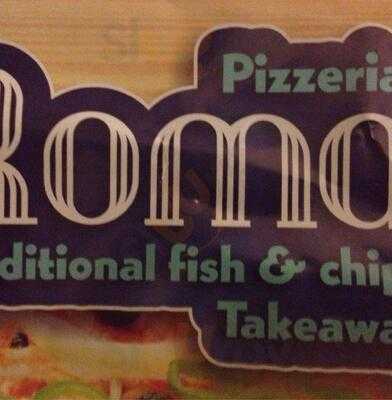 Pizzeria
Roma
ditional fish & chip
Takeawa